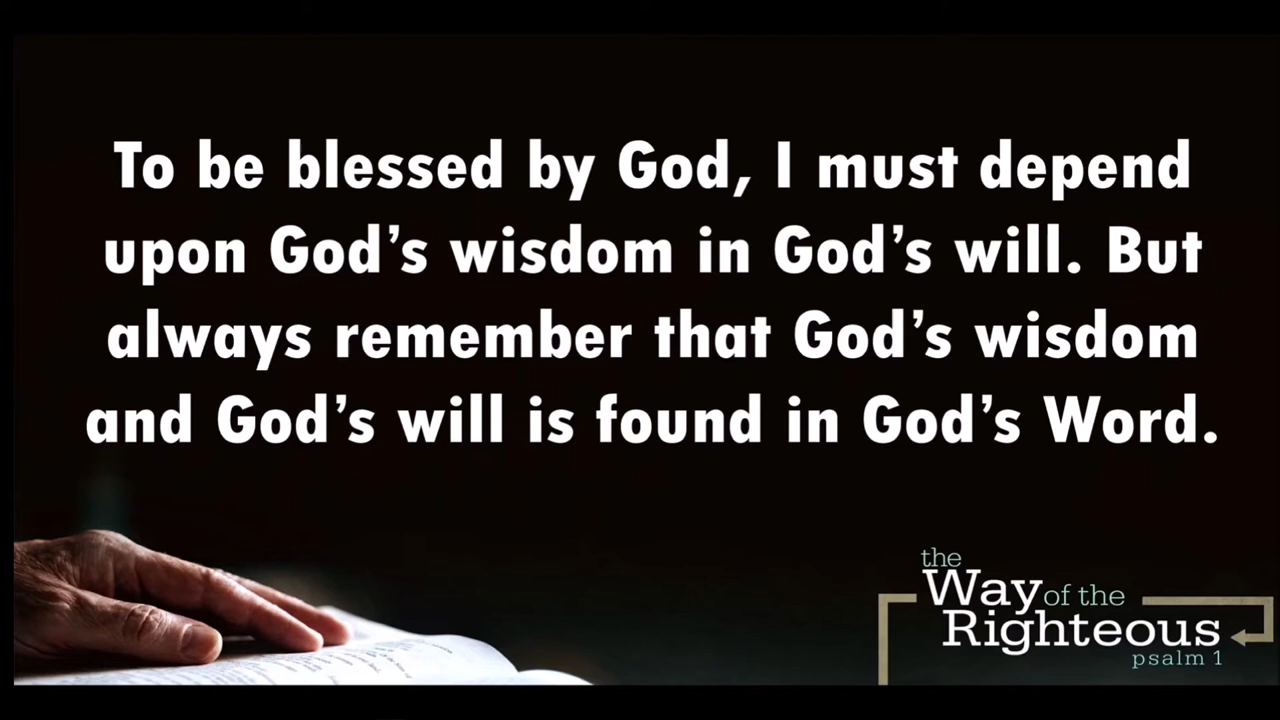 To be blessed by God, I must depend
upon God’s wisdom in God’s will. But
always remember that God’s wisdom
and God’s will is found in God’s Word.
the
Way of the
Righteous
psalm 1